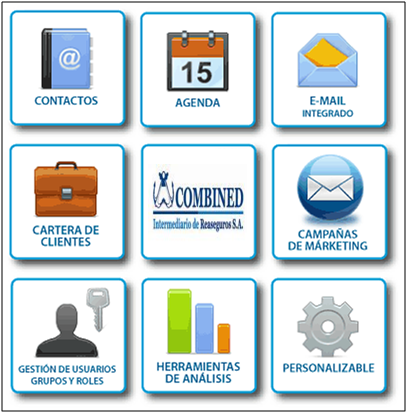 @
CONTACTOS
15
AGENDA
E-MAIL
INTEGRADO
CARTERA DE
CLIENTES
COMBINED
Intermediario de Reaseguros S.A.
CAMPAÑAS
DE MÁRKETING
GESTIÓN DE USUARIOS
GRUPOS Y ROLES
HERRAMIENTAS
DE ANÁLISIS
PERSONALIZABLE